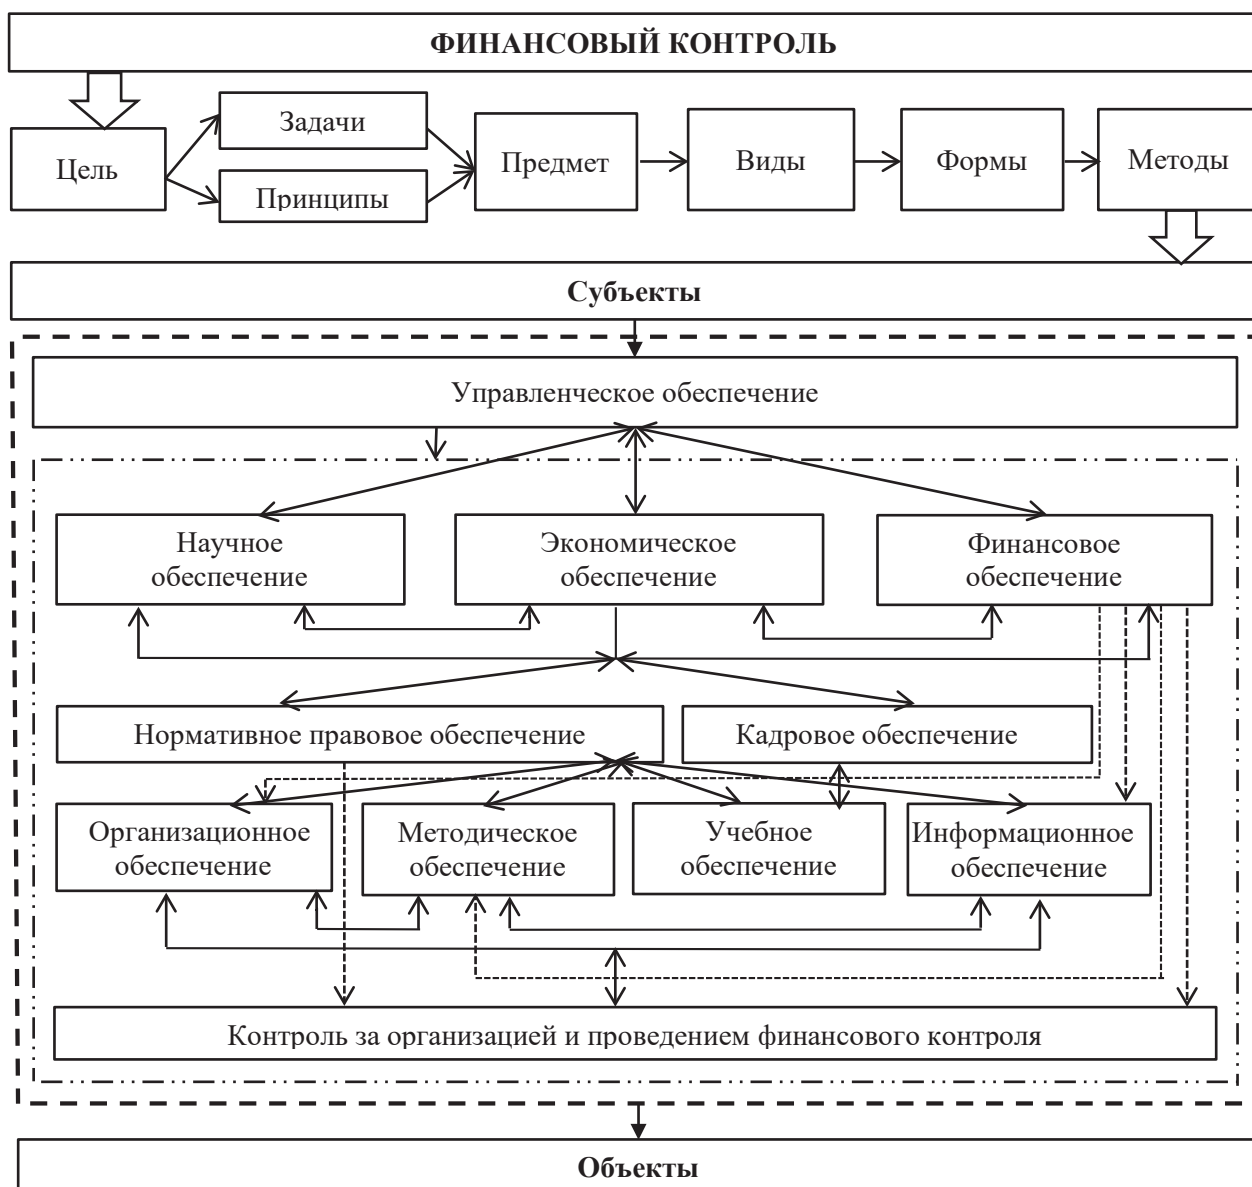 ФИНАНСОВЫЙ КОНТРОЛЬ
Цель
Задачи
Принципы
Предмет
Виды
Формы
Методы
Субъекты
Управленческое обеспечение
Научное
обеспечение
Экономическое
обеспечение
Финансовое
обеспечение
Нормативное правовое обеспечение
Кадровое обеспечение
Организационное
обеспечение
Методическое
обеспечение
Учебное
обеспечение
Информационное
обеспечение
Контроль за организацией и проведением финансового контроля
Объекты